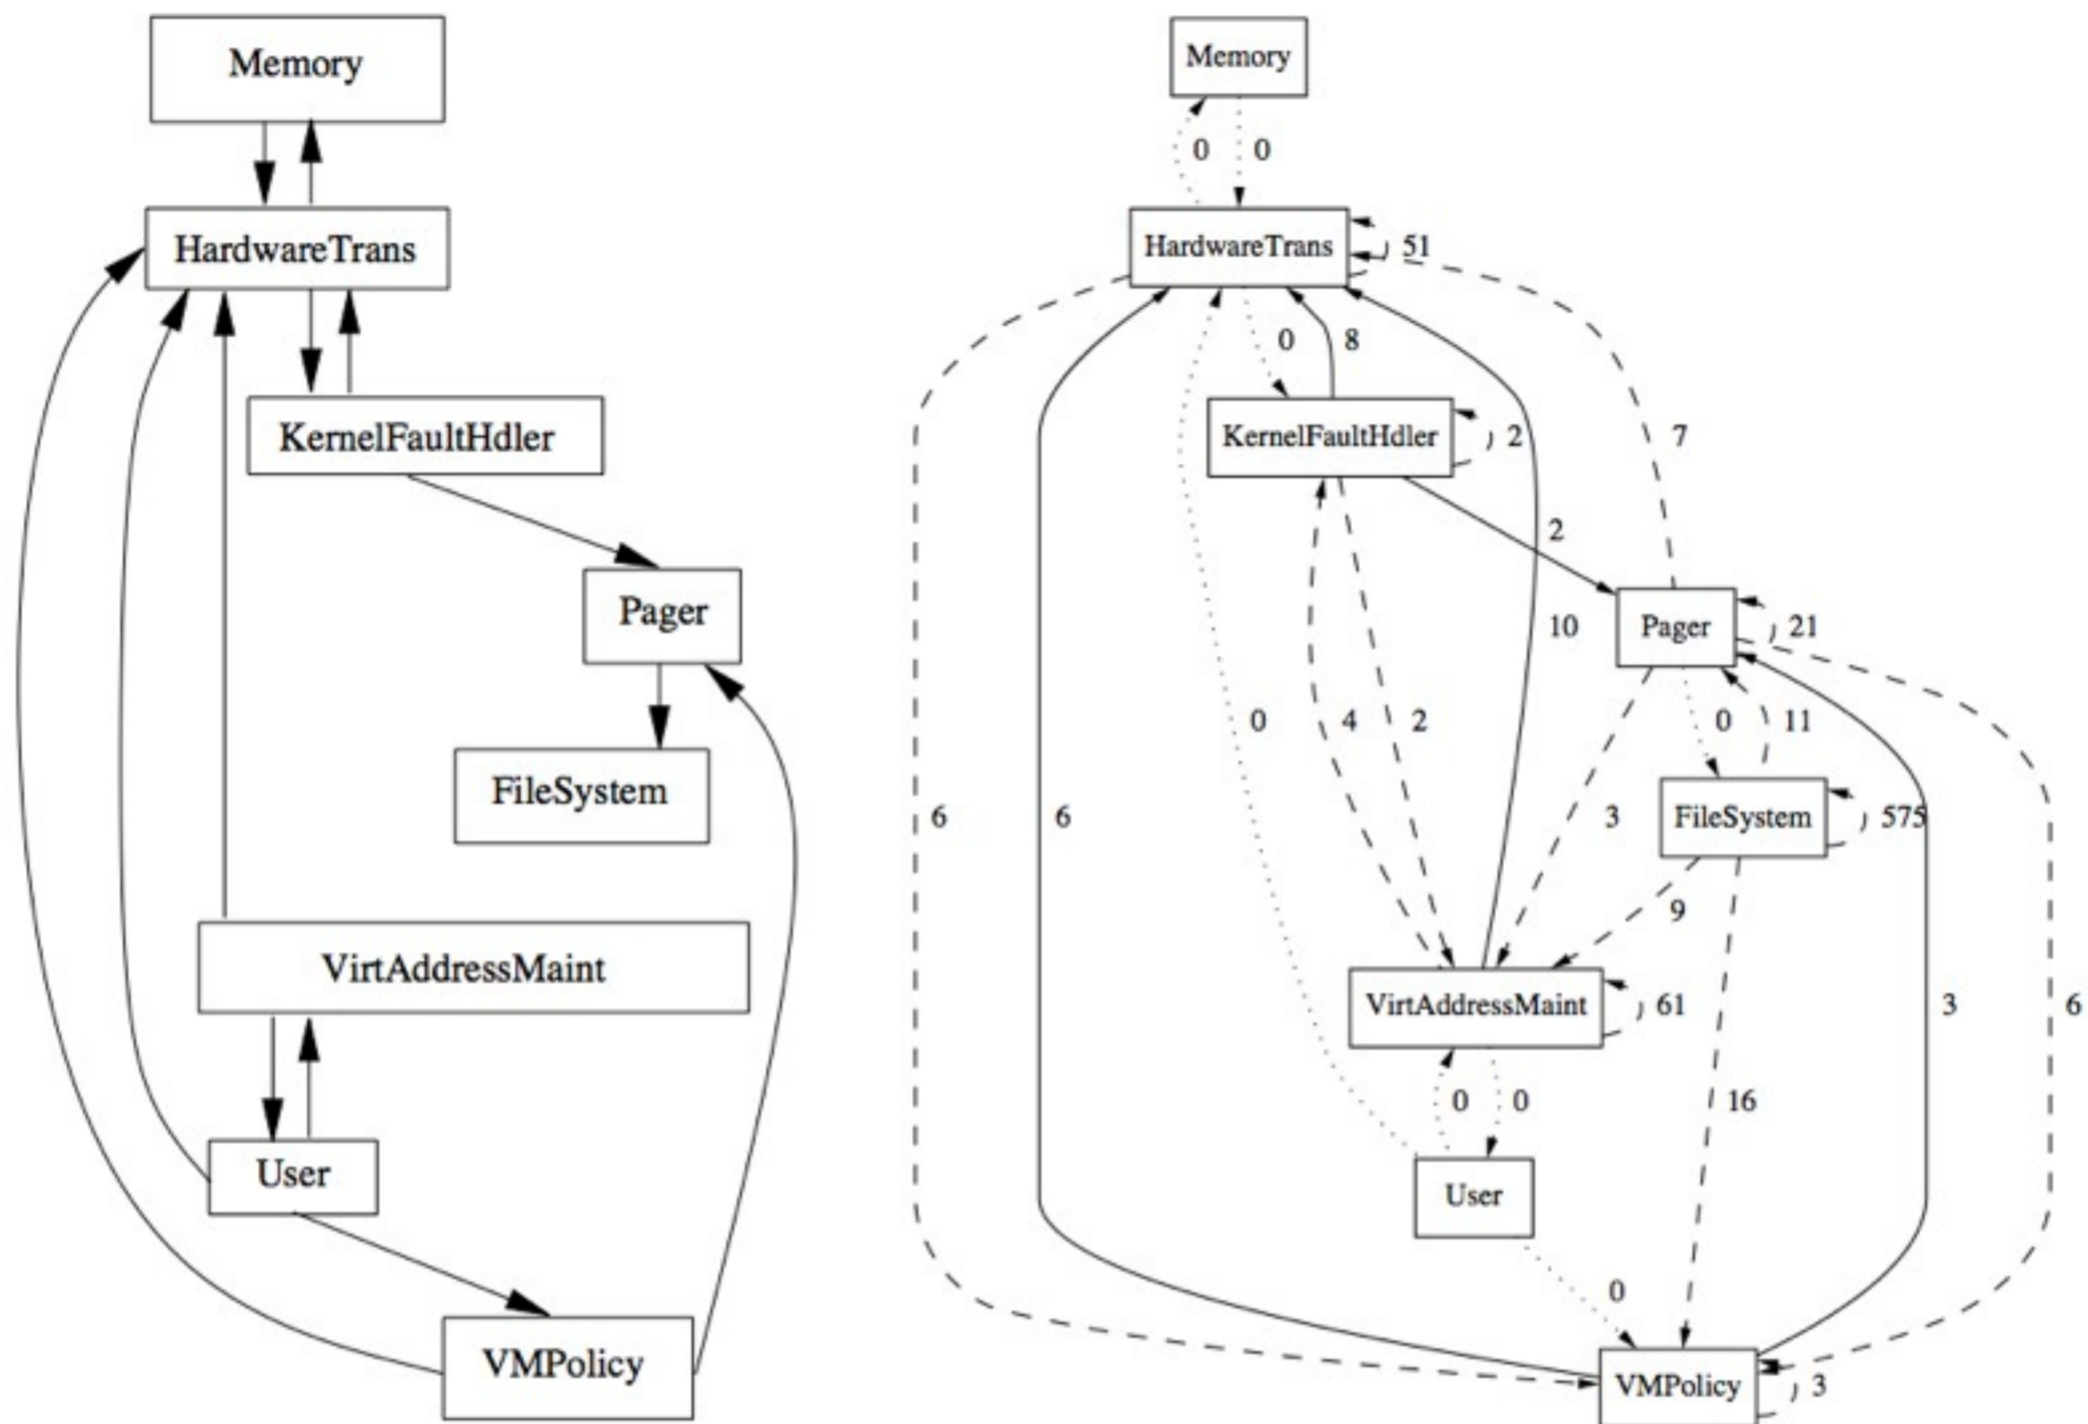 Memory
HardwareTrans
KernelFaultHdler
Pager
FileSystem
VirtAddressMaint
User
VMPolicy
Memory
0 0
HardwareTrans 51
0 8
KernelFaultHdler 2
7
2
10
Pager 21
0 4 2 0 11
6 6 3 FileSystem 575
9
VirtAddressMaint 61 3 6
0 0 16
User
0
VMPolicy 3